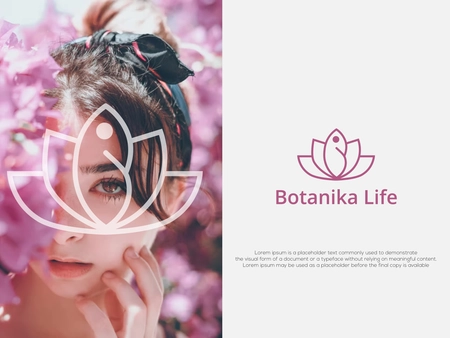 Botanika Life
Lorem ipsum is a placeholder text commonly used to demonstrate
the visual form of a document or a typeface without relying on meaningful content.
Lorem ipsum may be used as a placeholder before the final copy is available